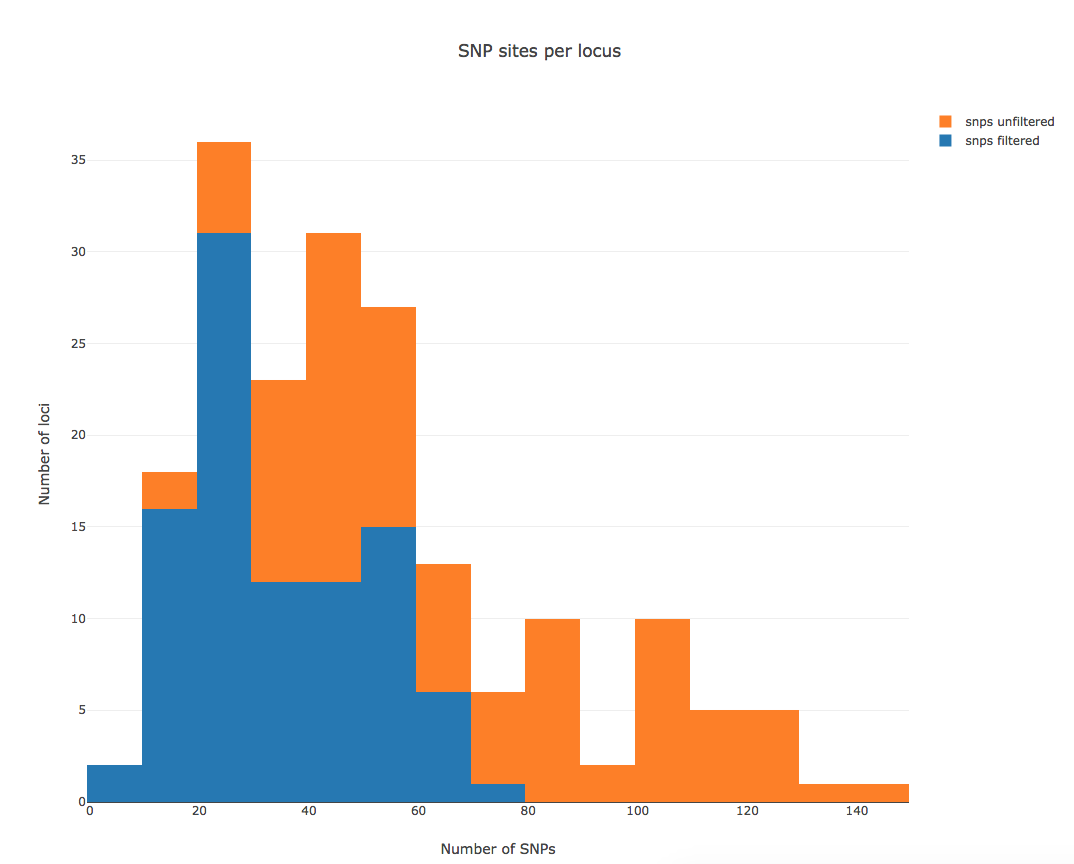 SNP sites per locus
snps unfiltered
snps filtered
35
30
25
20
15
10
5
0
Number of loci
0 20 40 60 80 100 120 140
Number of SNPs